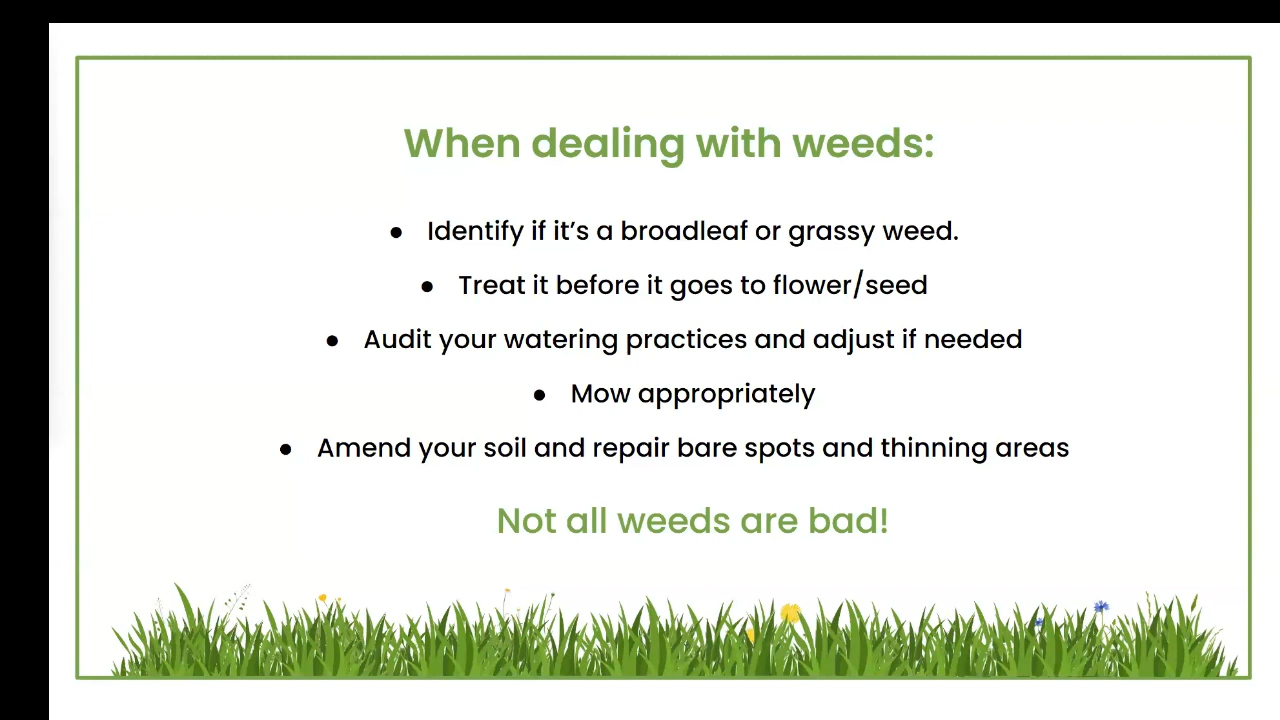 When dealing with weeds:
● Identify if it’s a broadleaf or grassy weed.
● Treat it before it goes to flower/seed
● Audit your watering practices and adjust if needed
● Mow appropriately
● Amend your soil and repair bare spots and thinning areas
Not all weeds are bad!